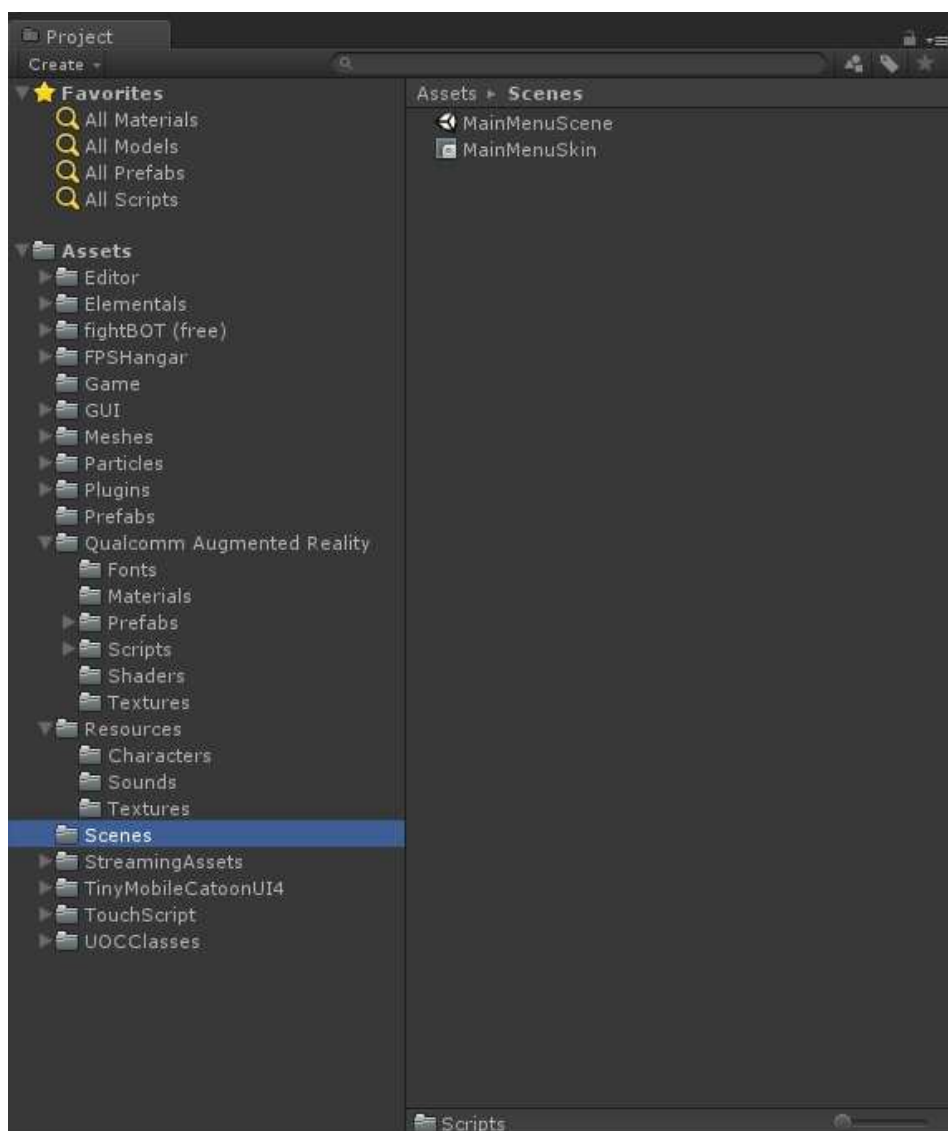 Project
Create
Favorites
All Materials
All Models
All Prefabs
All Scripts
Assets
Editor
Elementals
fightBOT (free)
FPSHangar
Game
GUI
Meshes
Particles
Plugins
Prefabs
Qualcomm Augmented Reality
Fonts
Materials
Prefabs
Scripts
Shaders
Textures
Resources
Characters
Sounds
Textures
Scenes
StreamingAssets
TinyMobileCatoonUI4
TouchScript
UOCClasses
Assets ▸ Scenes
MainMenuScene
MainMenuSkin
Scripts